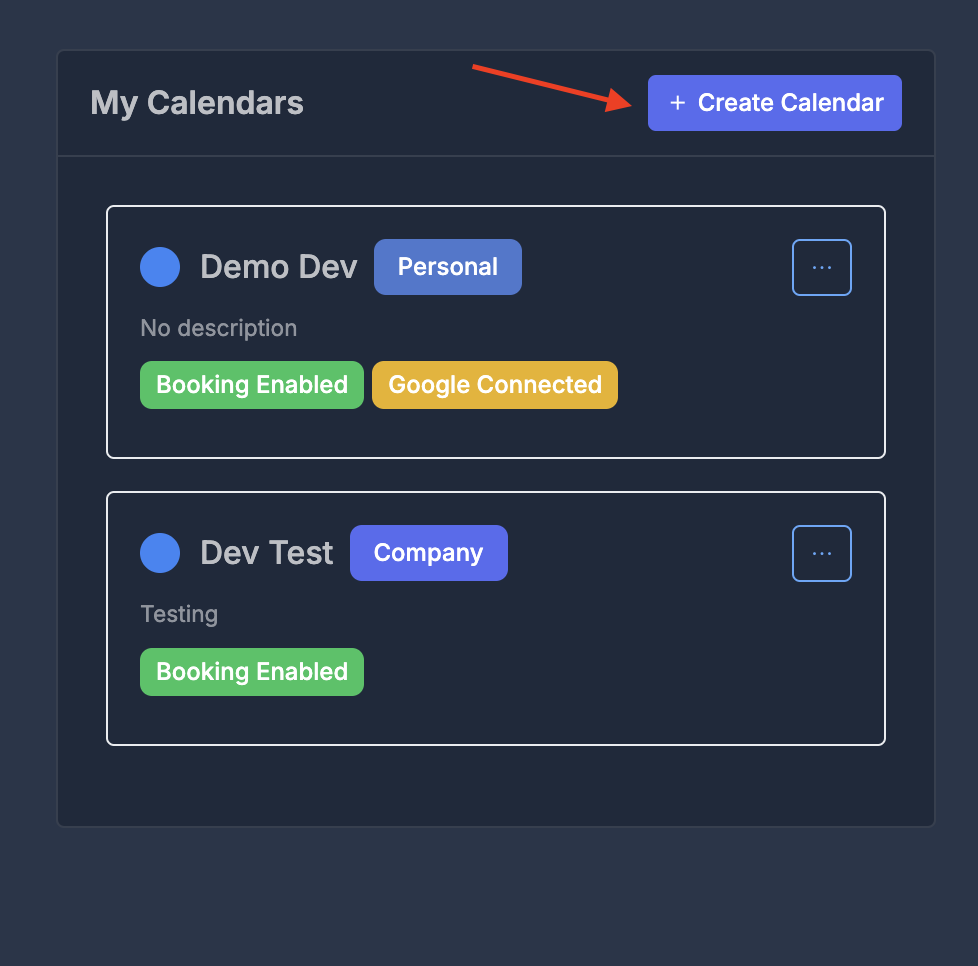 My Calendars
+ Create Calendar
Demo Dev
Personal
...
No description
Booking Enabled
Google Connected
Dev Test
Company
...
Testing
Booking Enabled